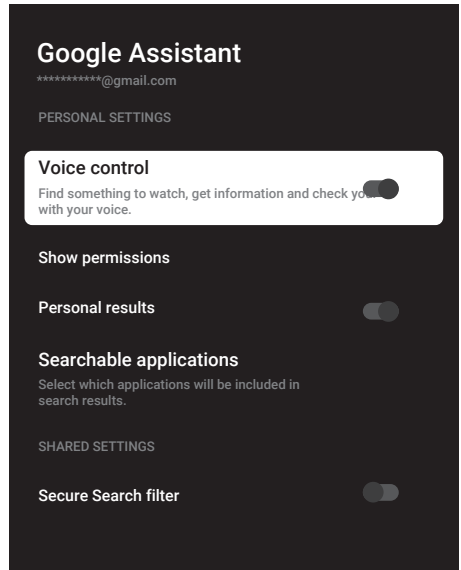 Google Assistant
***********@gmail.com
PERSONAL SETTINGS
Voice control
Find something to watch, get information and check
with your voice.
Show permissions
Personal results
Searchable applications
Select which applications will be included in
search results.
SHARED SETTINGS
Secure Search filter